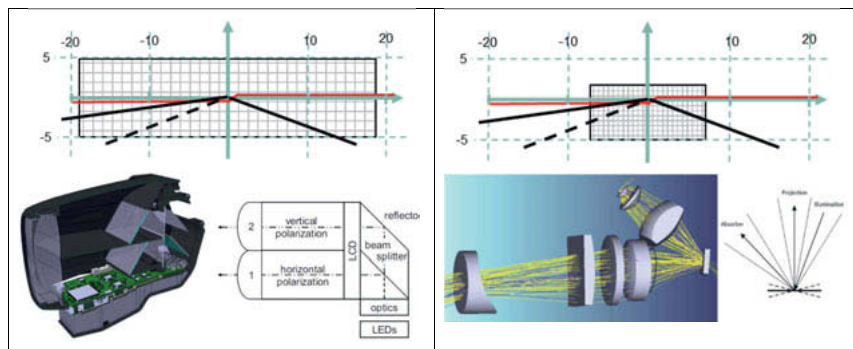 -20
-10
5
10
20
-5
-20
-10
5
10
20
-5
2
vertical
polarization
LCD
reflecto
beam
splitter
1
horizontal
polarization
optics
LEDs
Projection
Illumination
Absorber